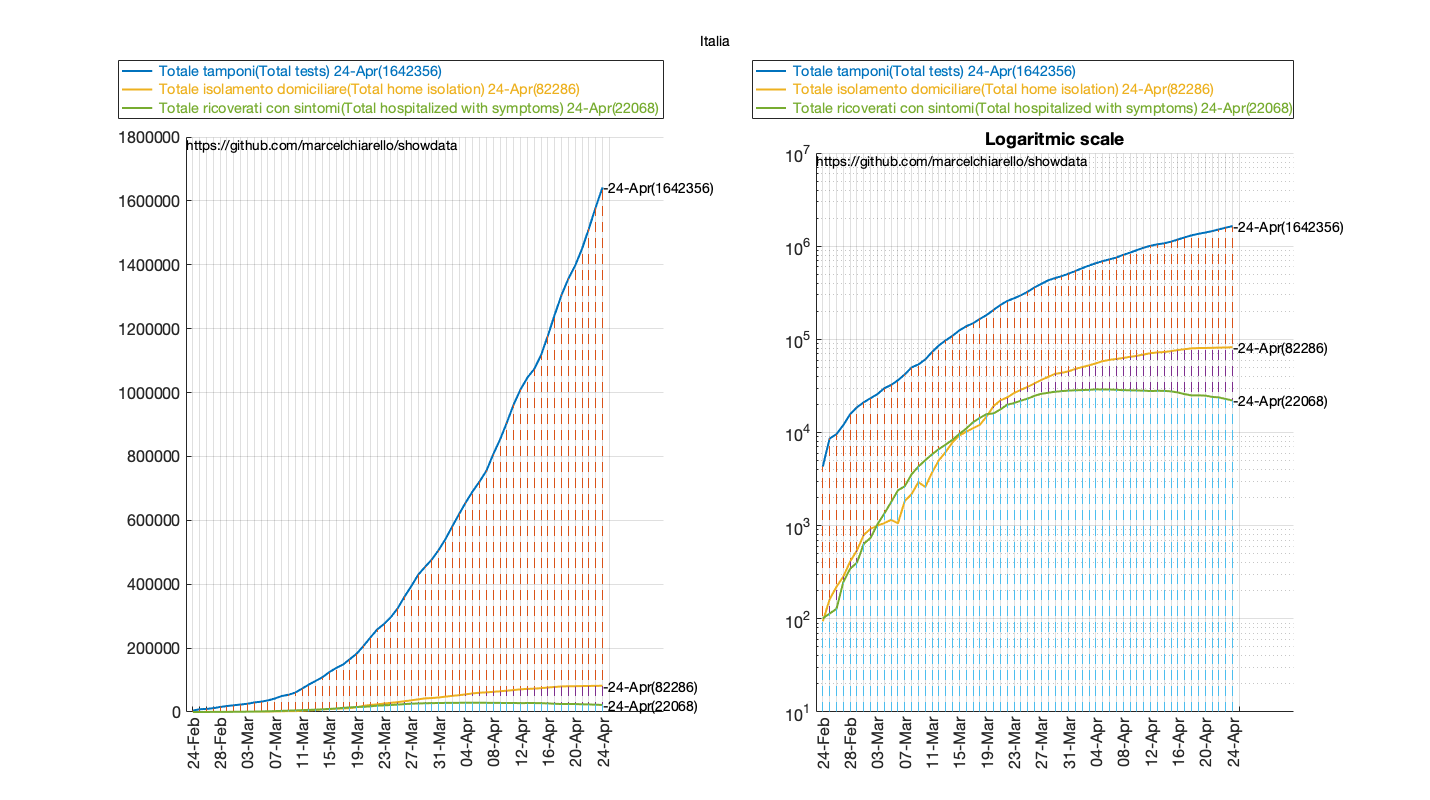 Italia
Totale tamponi(Total tests) 24-Apr(1642356)
Totale isolamento domiciliare(Total home isolation) 24-Apr(82286)
Totale ricoverati con sintomi(Total hospitalized with symptoms) 24-Apr(22068)
https://github.com/marcelchiarello/showdata
1800000
1600000
1400000
1200000
1000000
800000
600000
400000
200000
0
-24-Apr(1642356)
-24-Apr(82286)
-24-Apr(22068)
24-Feb
28-Feb
03-Mar
07-Mar
11-Mar
15-Mar
19-Mar
23-Mar
27-Mar
31-Mar
04-Apr
08-Apr
12-Apr
16-Apr
20-Apr
24-Apr
Totale tamponi(Total tests) 24-Apr(1642356)
Totale isolamento domiciliare(Total home isolation) 24-Apr(82286)
Totale ricoverati con sintomi(Total hospitalized with symptoms) 24-Apr(22068)
Logaritmic scale
https://github.com/marcelchiarello/showdata
10^7
10^6
10^5
10^4
10^3
10^2
10^1
-24-Apr(1642356)
-24-Apr(82286)
-24-Apr(22068)
24-Feb
28-Feb
03-Mar
07-Mar
11-Mar
15-Mar
19-Mar
23-Mar
27-Mar
31-Mar
04-Apr
08-Apr
12-Apr
16-Apr
20-Apr
24-Apr